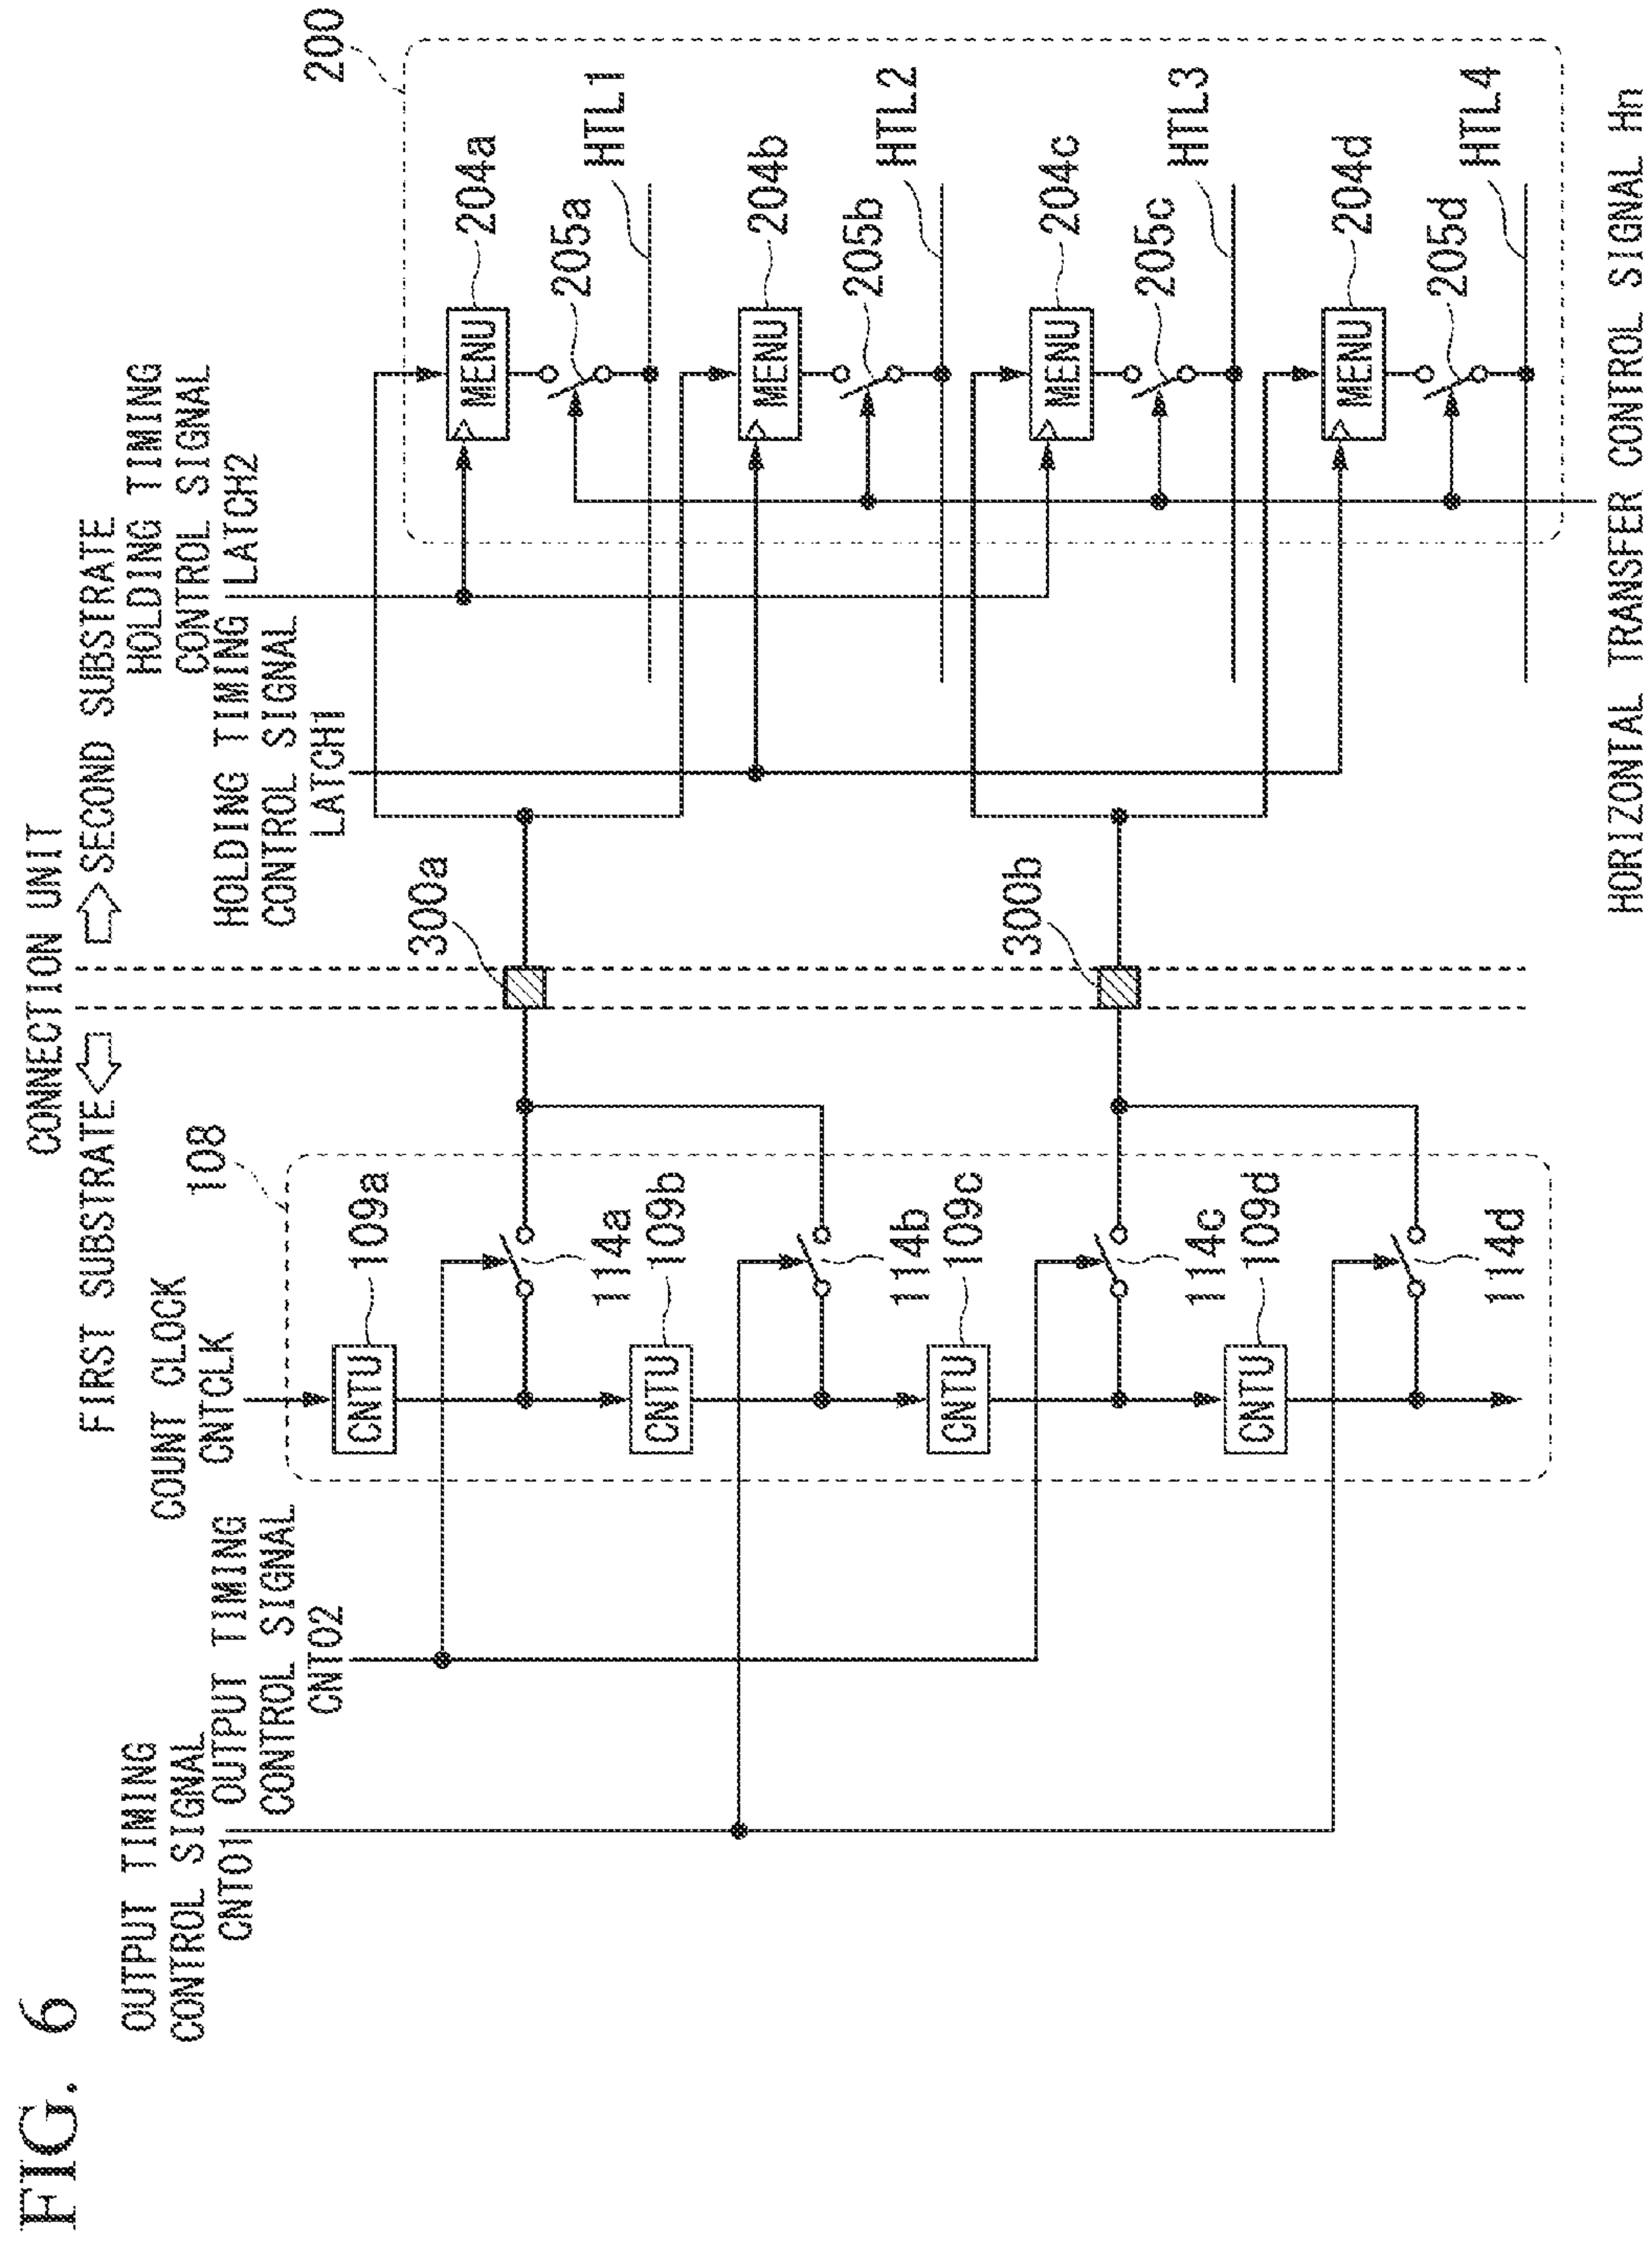 FIG. 6
CONNECTION UNIT
FIRST SUBSTRATE
SECOND SUBSTRATE
OUTPUT TIMING
CONTROL SIGNAL
CNTO1
OUTPUT TIMING
CONTROL SIGNAL
CNTO2
COUNT CLOCK
CNTCLK
108
HOLDING TIMING
CONTROL SIGNAL
LATCH1
HOLDING TIMING
CONTROL SIGNAL
LATCH2
200
CNTU
109a
114a
300a
MENU
204a
205a
HTL1
CNTU
109b
114b
MENU
204b
205b
HTL2
CNTU
109c
114c
300b
MENU
204c
205c
HTL3
CNTU
109d
114d
MENU
204d
205d
HTL4
HORIZONTAL TRANSFER CONTROL SIGNAL Hn